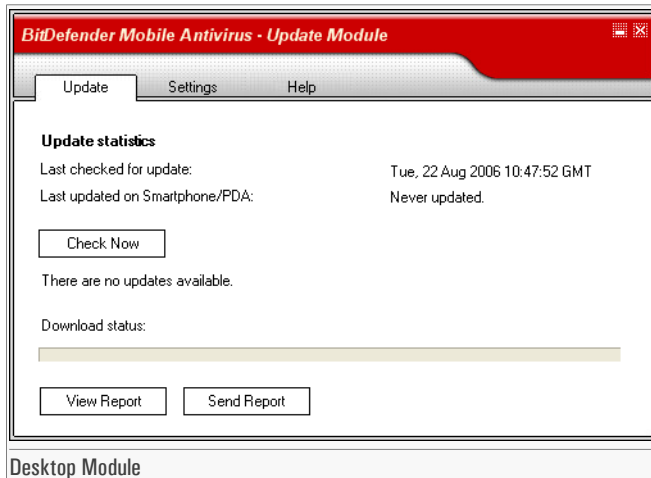 BitDefender Mobile Antivirus - Update Module
Update Settings Help
Update statistics
Last checked for update: Tue, 22 Aug 2006 10:47:52 GMT
Last updated on Smartphone/PDA: Never updated.
Check Now
There are no updates available.
Download status:
View Report Send Report
Desktop Module